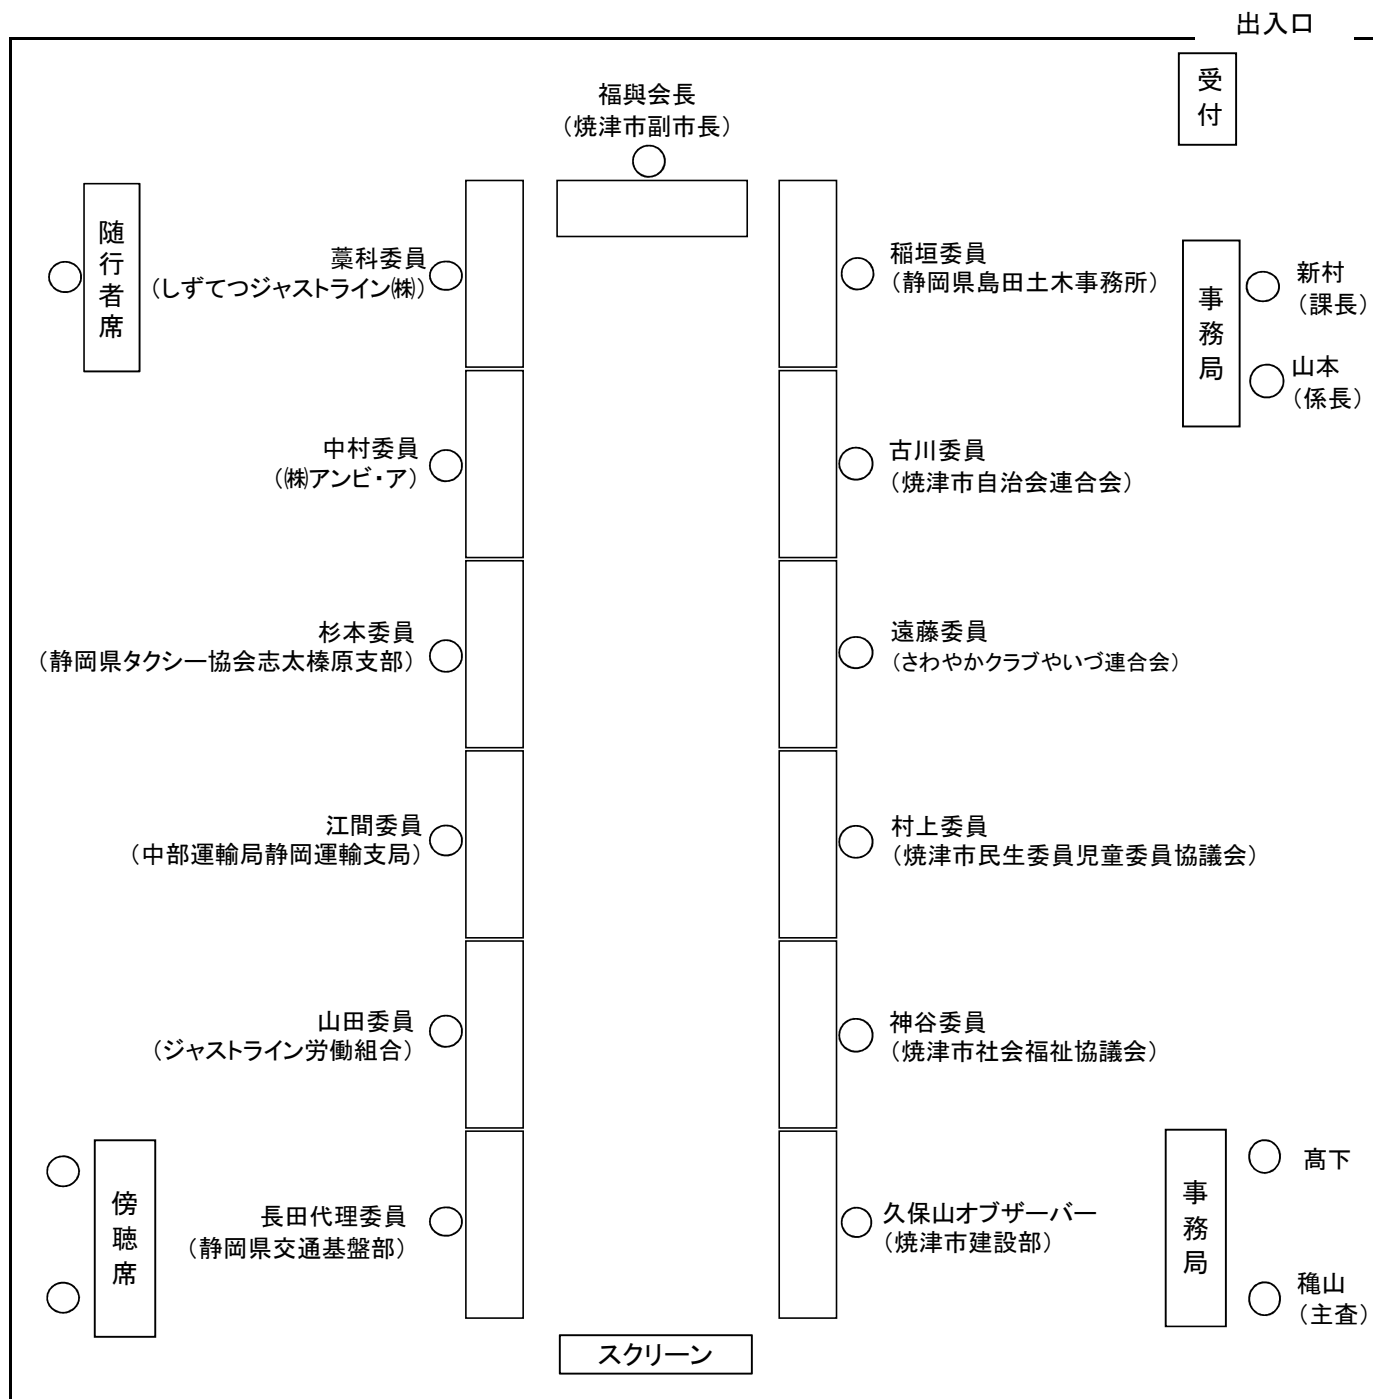 出入口
受付
福與会長
（焼津市副市長）
随行者席
藁科委員
（しずてつジャストライン㈱）
稲垣委員
（静岡県島田土木事務所）
事務局
新村
（課長）
山本
（係長）
中村委員
（㈱アンビ・ア）
古川委員
（焼津市自治会連合会）
杉本委員
（静岡県タクシー協会志太榛原支部）
遠藤委員
（さわやかクラブやいづ連合会）
江間委員
（中部運輸局静岡運輸支局）
村上委員
（焼津市民生委員児童委員協議会）
山田委員
（ジャストライン労働組合）
神谷委員
（焼津市社会福祉協議会）
傍聴席
長田代理委員
（静岡県交通基盤部）
久保山オブザーバー
（焼津市建設部）
事務局
髙下
穐山
（主査）
スクリーン